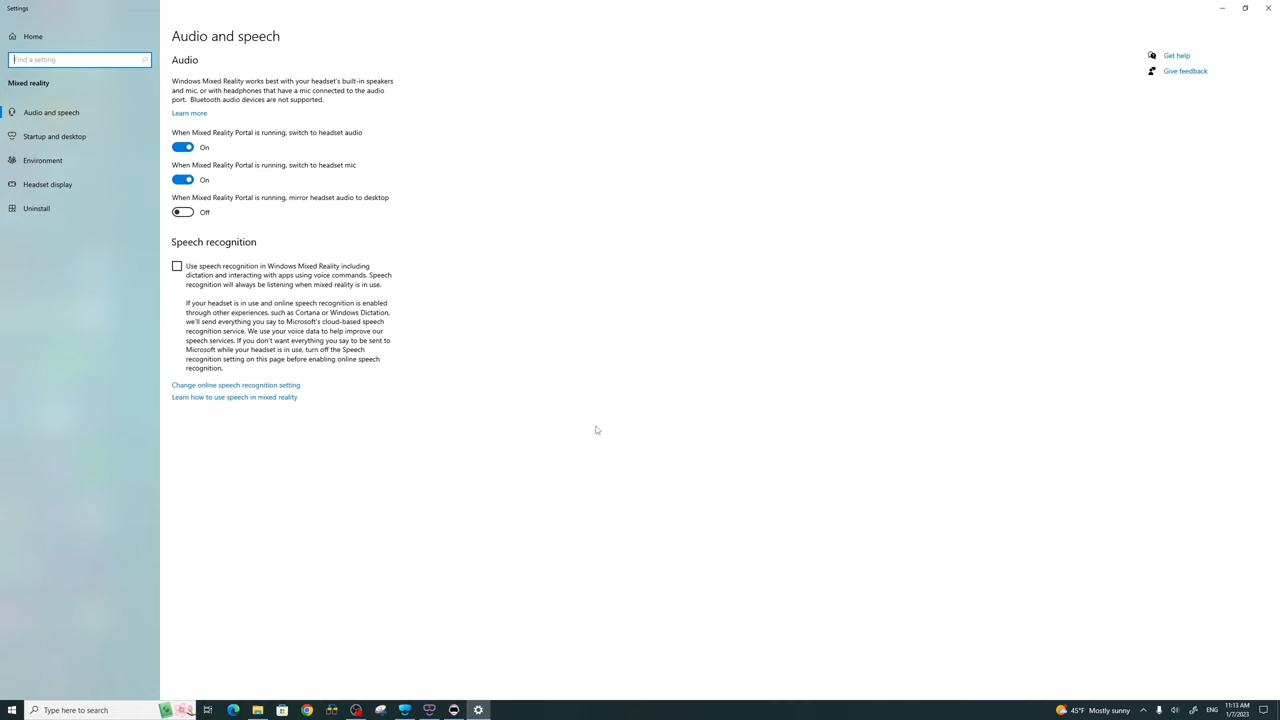 Settings
Home
Find a setting
Mixed reality
Audio and speech
Startup and desktop
Environment
Headset display
Uninstall
Audio and speech
Audio
Windows Mixed Reality works best with your headset's built-in speakers
and mic, or with headphones that have a mic connected to the audio
port. Bluetooth audio devices are not supported.
Learn more
When Mixed Reality Portal is running, switch to headset audio
On
When Mixed Reality Portal is running, switch to headset mic
On
When Mixed Reality Portal is running, mirror headset audio to desktop
Off
Speech recognition
Use speech recognition in Windows Mixed Reality including
dictation and interacting with apps using voice commands. Speech
recognition will always be listening when mixed reality is in use.
If your headset is in use and online speech recognition is enabled
through other experiences, such as Cortana or Windows Dictation,
we'll send everything you say to Microsoft's cloud-based speech
recognition service. We use your voice data to help improve our
speech services. If you don't want everything you say to be sent to
Microsoft while your headset is in use, turn off the Speech
recognition setting on this page before enabling online speech
recognition.
Change online speech recognition setting
Learn how to use speech in mixed reality
Get help
Give feedback
Type here to search
45°F Mostly sunny
ENG
11:13 AM
1/7/2023